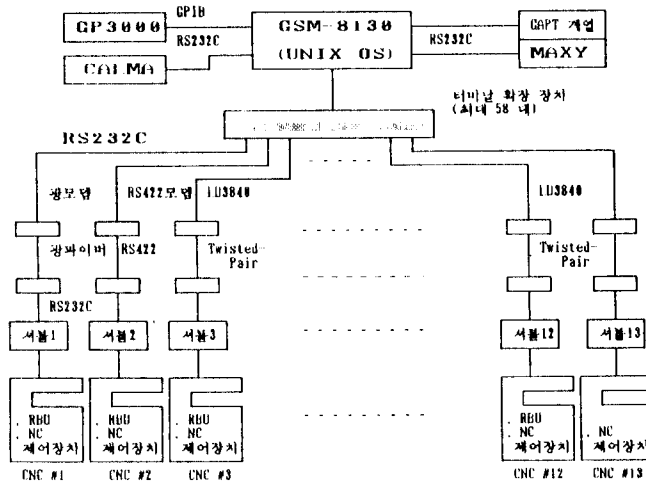 GPIB
GP3000
RS232C
CALMA
GSM-8130
(UNIX OS)
RS232C
GAPT 계열
MAXY
터미날 확장 장치
(최대 58 대)
RS232C
광모뎀
RS422모뎀
LD3840
LD3840
광파이버
RS422
Twisted-
Pair
Twisted-
Pair
RS232C
서불1
서불2
서불3
서불12
서불13
. RBU
. NC
제어장치
. RBU
. NC
제어장치
. RBU
. NC
제어장치
. RBU
. NC
제어장치
. NC
제어장치
CNC #1
CNC #2
CNC #3
CNC #12
CNC #13